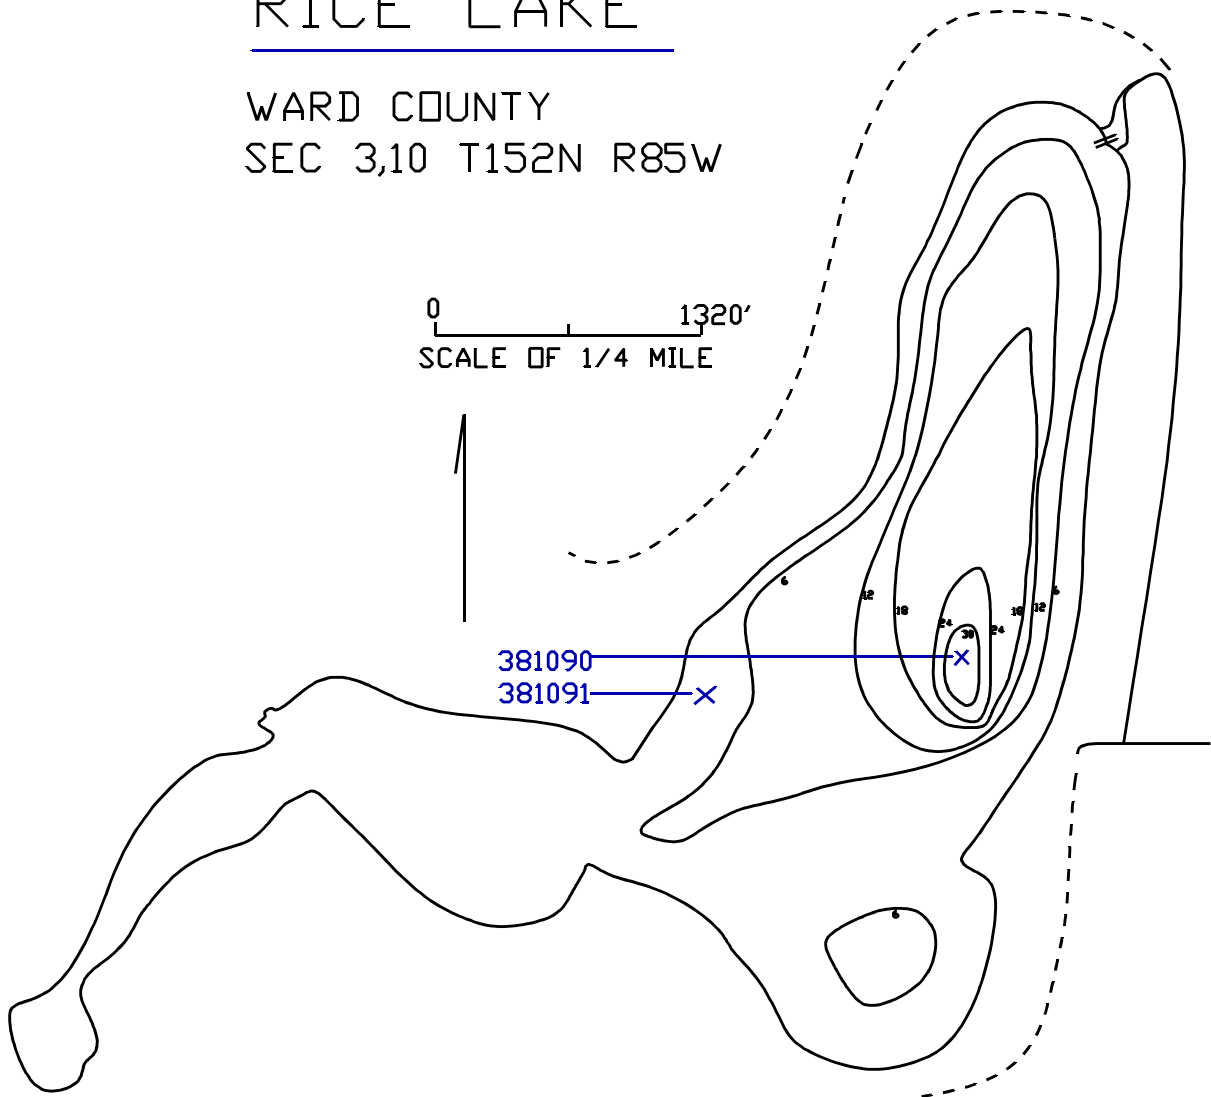 RICE LAKE
WARD COUNTY
SEC 3,10 T152N R85W
0 1320'
SCALE OF 1/4 MILE
6
12 18 18 12 6
24 30 24
381090
381091
6